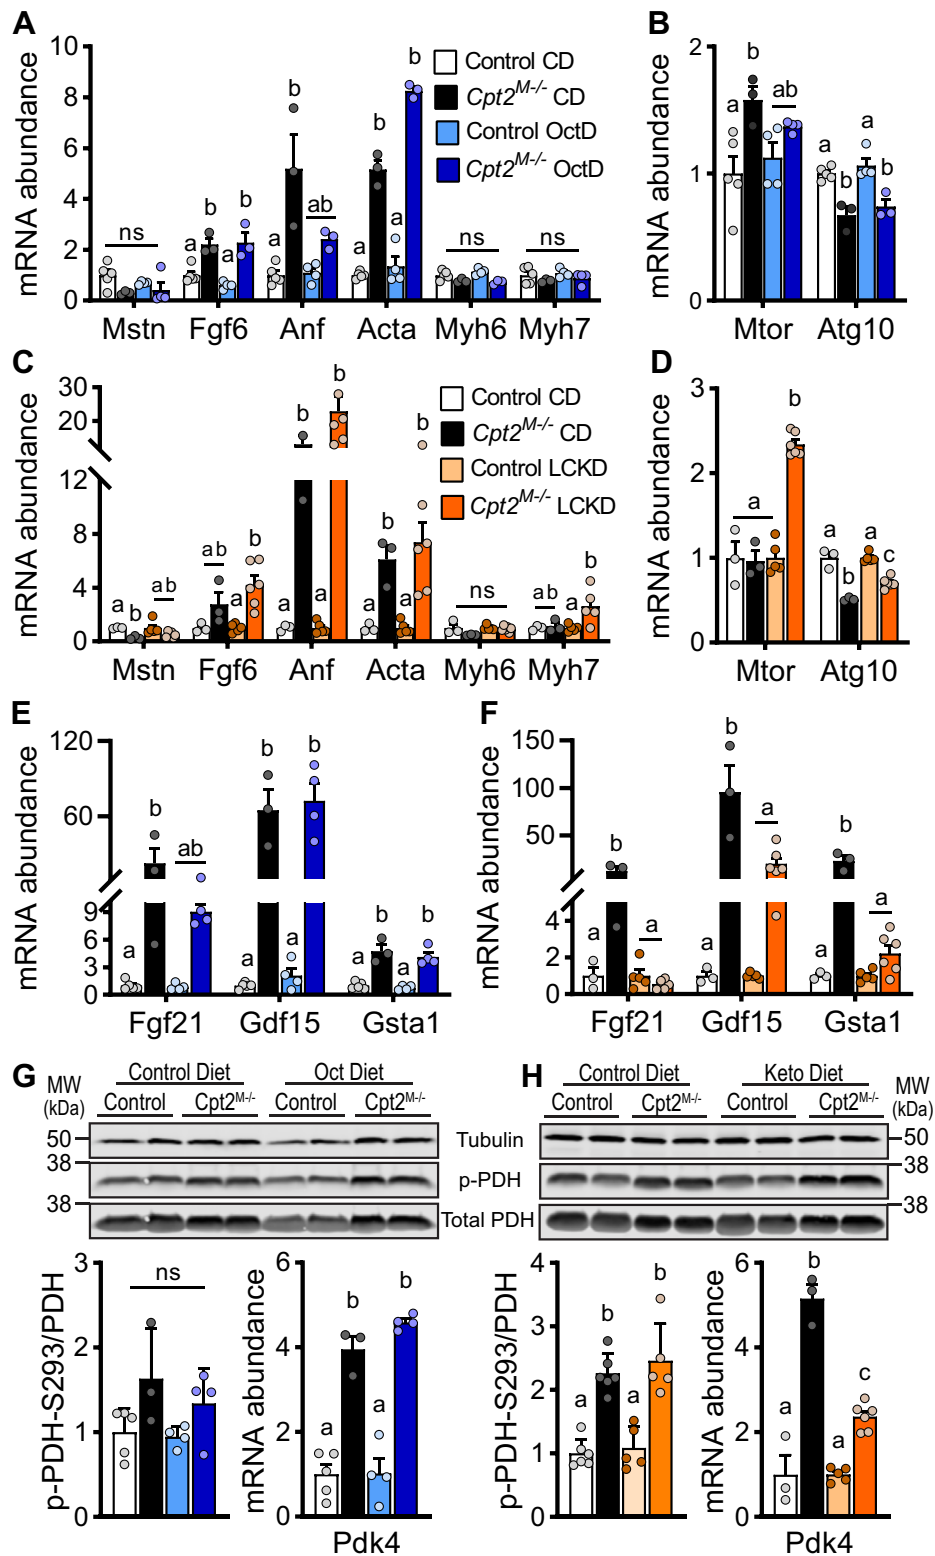 A
B
mRNA abundance
10
8
6
4
2
0
Control CD
Cpt2M-/- CD
Control OctD
Cpt2M-/- OctD
ns
a
b
a
b
a
b
ab
a
b
a
b
ns
ns
Mstn Fgf6 Anf Acta Myh6 Myh7
mRNA abundance
2
1
0
a
b
ab
a
b
a
b
Mtor Atg10
C
D
mRNA abundance
30
20
12
8
4
0
Control CD
Cpt2M-/- CD
Control LCKD
Cpt2M-/- LCKD
a
b
ab
a
ab
a
b
a
b
a
b
a
b
a
b
ns
ab
a
b
Mstn Fgf6 Anf Acta Myh6 Myh7
mRNA abundance
3
2
1
0
a
b
a
b
a
c
Mtor Atg10
E
F
mRNA abundance
120
60
9
6
3
0
a
b
ab
a
b
a
b
a
b
a
b
Fgf21 Gdf15 Gsta1
mRNA abundance
150
100
50
4
2
0
a
b
a
a
b
a
a
b
a
Fgf21 Gdf15 Gsta1
G
H
MW
(kDa)
Control Diet Oct Diet
Control Cpt2M-/- Control Cpt2M-/-
50
38
38
Tubulin
p-PDH
Total PDH
Control Diet Keto Diet
Control Cpt2M-/- Control Cpt2M-/-
MW
(kDa)
50
38
38
p-PDH-S293/PDH
3
2
1
0
ns
mRNA abundance
6
4
2
0
a
b
a
b
Pdk4
p-PDH-S293/PDH
4
3
2
1
0
a
b
a
b
mRNA abundance
6
4
2
0
a
b
a
c
Pdk4